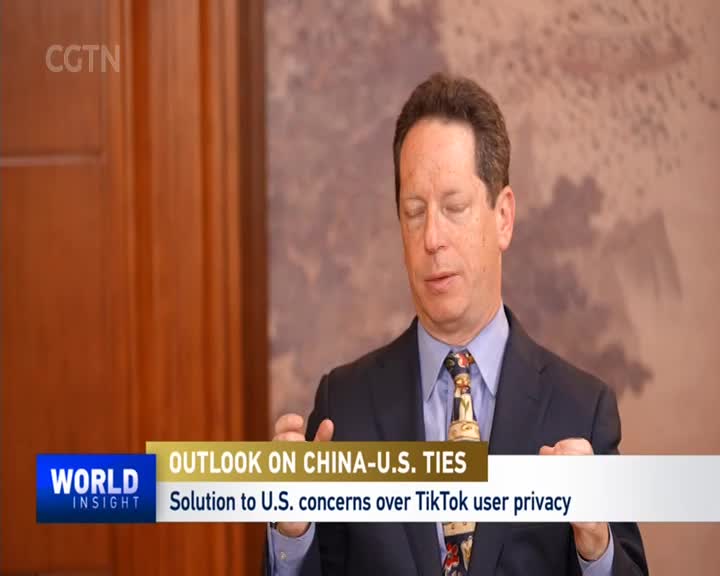 CGTN
OUTLOOK ON CHINA-U.S. TIES
WORLD
INSIGHT
Solution to U.S. concerns over TikTok user privacy